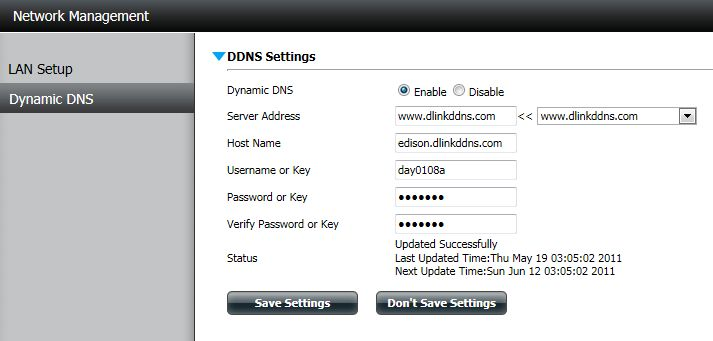 Network Management
LAN Setup
Dynamic DNS
DDNS Settings
Dynamic DNS Enable Disable
Server Address www.dlinkddns.com << www.dlinkddns.com
Host Name edison.dlinkddns.com
Username or Key day0108a
Password or Key •••••••
Verify Password or Key •••••••
Status Updated Successfully
Last Updated Time:Thu May 19 03:05:02 2011
Next Update Time:Sun Jun 12 03:05:02 2011
Save Settings Don't Save Settings